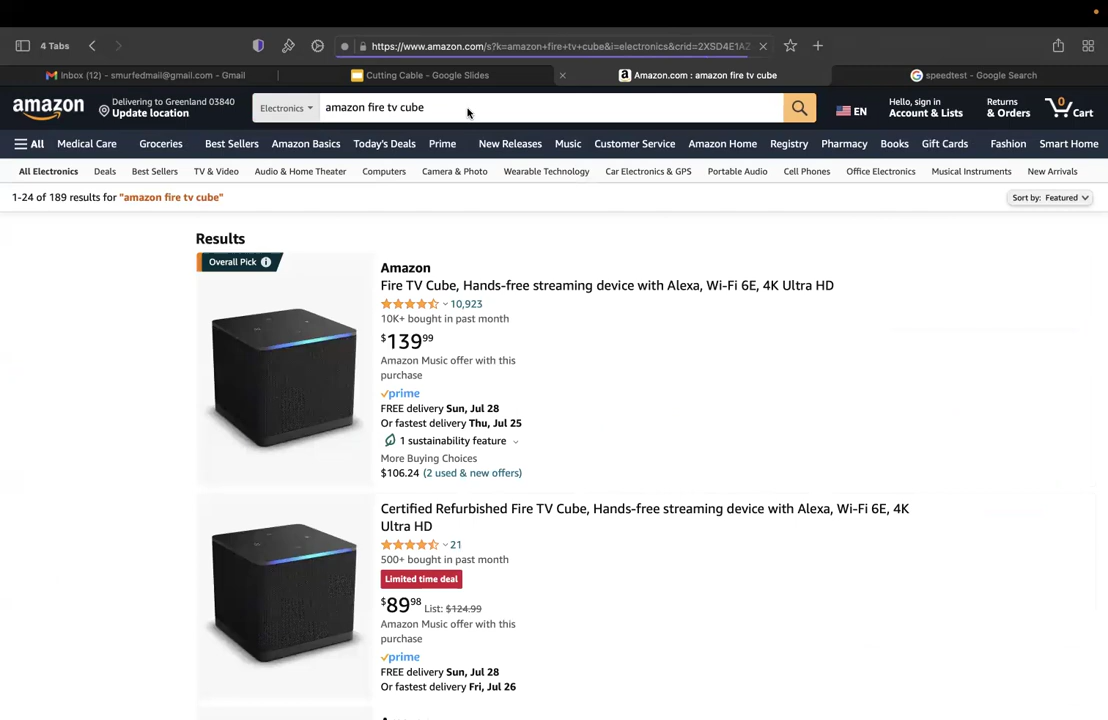 4 Tabs
https://www.amazon.com/s?k=amazon+fire+tv+cube&i=electronics&crid=2XSD4E1AZ
Inbox (12) - smurfedmail@gmail.com - Gmail
Cutting Cable - Google Slides
Amazon.com : amazon fire tv cube
speedtest - Google Search
amazon
Delivering to Greenland 03840
Update location
Electronics
amazon fire tv cube
EN
Hello, sign in
Account & Lists
Returns
& Orders
0
Cart
All
Medical Care
Groceries
Best Sellers
Amazon Basics
Today's Deals
Prime
New Releases
Music
Customer Service
Amazon Home
Registry
Pharmacy
Books
Gift Cards
Fashion
Smart Home
All Electronics
Deals
Best Sellers
TV & Video
Audio & Home Theater
Computers
Camera & Photo
Wearable Technology
Car Electronics & GPS
Portable Audio
Cell Phones
Office Electronics
Musical Instruments
New Arrivals
1-24 of 189 results for "amazon fire tv cube"
Sort by: Featured
Results
Overall Pick
Amazon
Fire TV Cube, Hands-free streaming device with Alexa, Wi-Fi 6E, 4K Ultra HD
10,923
10K+ bought in past month
$139.99
Amazon Music offer with this
purchase
prime
FREE delivery Sun, Jul 28
Or fastest delivery Thu, Jul 25
1 sustainability feature
More Buying Choices
$106.24 (2 used & new offers)
Certified Refurbished Fire TV Cube, Hands-free streaming device with Alexa, Wi-Fi 6E, 4K
Ultra HD
21
500+ bought in past month
Limited time deal
$89.98 List: $124.99
Amazon Music offer with this
purchase
prime
FREE delivery Sun, Jul 28
Or fastest delivery Fri, Jul 26